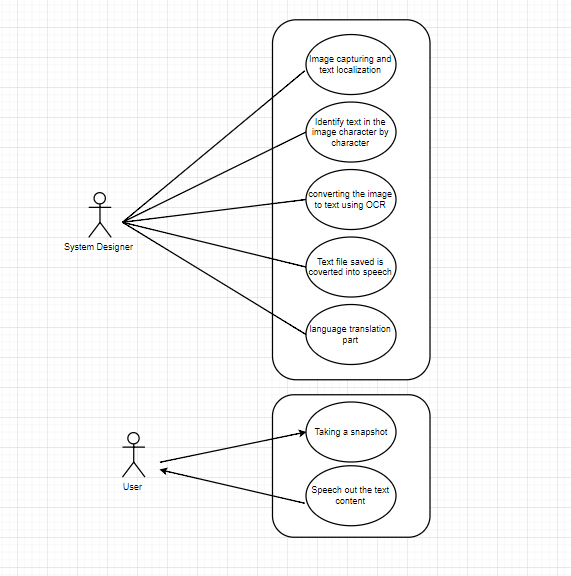 Image capturing and
text localization
Identify text in the
image character by
character
converting the image
to text using OCR
System Designer
Text file saved is
coverted into speech
language translation
part
Taking a snapshot
User
Speech out the text
content